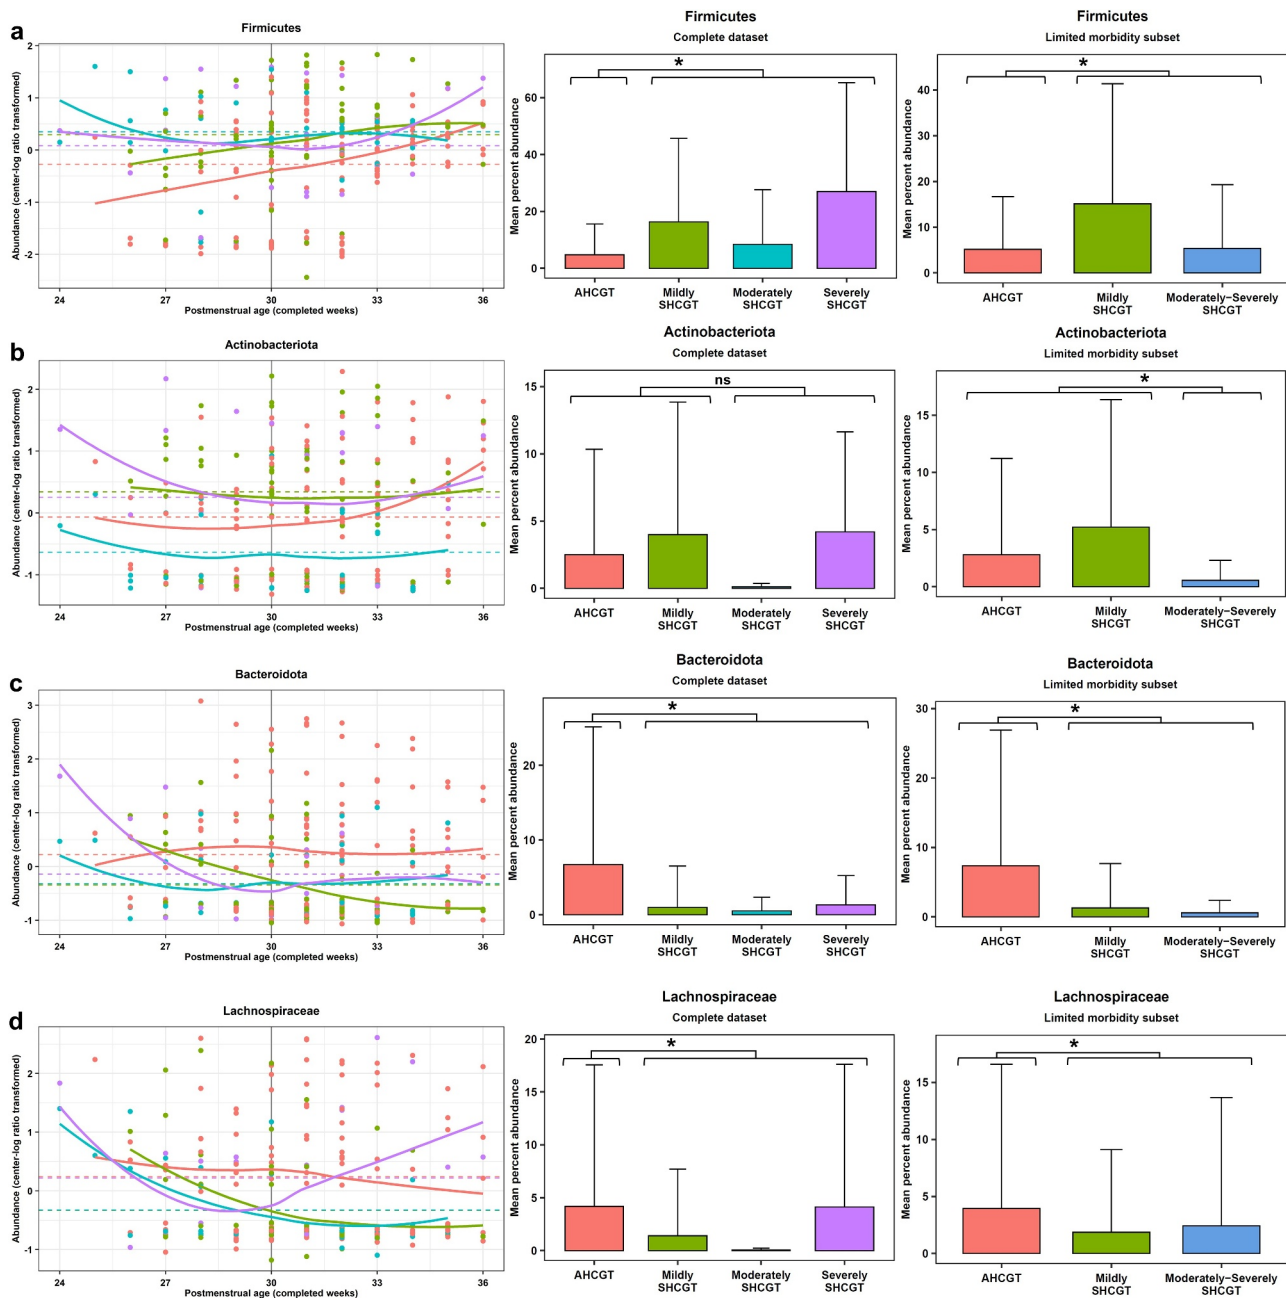 a
Firmicutes
Abundance (center-log ratio transformed)
2
1
0
-1
-2
24 27 30 33 36
Postmenstrual age (completed weeks)
Firmicutes
Complete dataset
Mean percent abundance
60
40
20
0
*
AHCGT Mildly SHCGT Moderately SHCGT Severely SHCGT
Firmicutes
Limited morbidity subset
Mean percent abundance
40
30
20
10
0
*
AHCGT Mildly SHCGT Moderately−Severely SHCGT
b
Actinobacteriota
Abundance (center-log ratio transformed)
2
1
0
-1
24 27 30 33 36
Postmenstrual age (completed weeks)
Actinobacteriota
Complete dataset
Mean percent abundance
15
10
5
0
ns
AHCGT Mildly SHCGT Moderately SHCGT Severely SHCGT
Actinobacteriota
Limited morbidity subset
Mean percent abundance
15
10
5
0
*
AHCGT Mildly SHCGT Moderately−Severely SHCGT
c
Bacteroidota
Abundance (center-log ratio transformed)
3
2
1
0
-1
24 27 30 33 36
Postmenstrual age (completed weeks)
Bacteroidota
Complete dataset
Mean percent abundance
20
10
0
*
AHCGT Mildly SHCGT Moderately SHCGT Severely SHCGT
Bacteroidota
Limited morbidity subset
Mean percent abundance
30
20
10
0
*
AHCGT Mildly SHCGT Moderately−Severely SHCGT
d
Lachnospiraceae
Abundance (center-log ratio transformed)
2
1
0
-1
24 27 30 33 36
Postmenstrual age (completed weeks)
Lachnospiraceae
Complete dataset
Mean percent abundance
20
15
10
5
0
*
AHCGT Mildly SHCGT Moderately SHCGT Severely SHCGT
Lachnospiraceae
Limited morbidity subset
Mean percent abundance
15
10
5
0
*
AHCGT Mildly SHCGT Moderately−Severely SHCGT